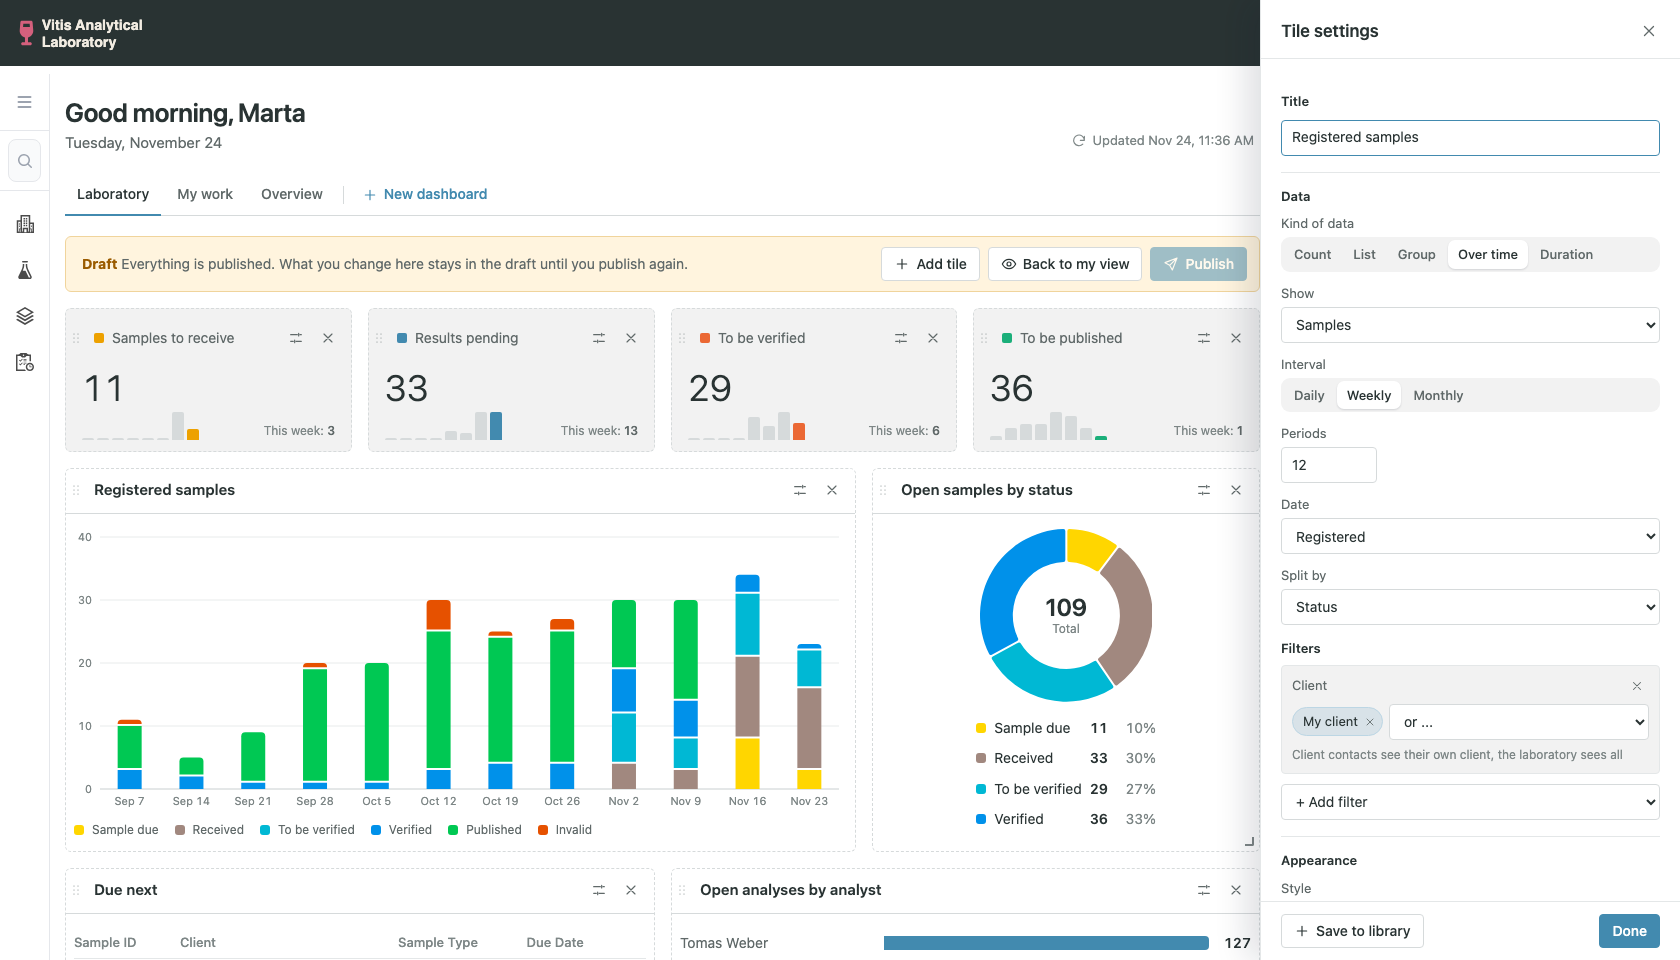 Vitis Analytical
Laboratory
Good morning, Marta
Tuesday, November 24
Updated Nov 24, 11:36 AM
Laboratory My work Overview + New dashboard
Draft Everything is published. What you change here stays in the draft until you publish again.
+ Add tile Back to my view Publish
Samples to receive
11
This week: 3
Results pending
33
This week: 13
To be verified
29
This week: 6
To be published
36
This week: 1
Registered samples
40
30
20
10
0
Sep 7 Sep 14 Sep 21 Sep 28 Oct 5 Oct 12 Oct 19 Oct 26 Nov 2 Nov 9 Nov 16 Nov 23
Sample due Received To be verified Verified Published Invalid
Open samples by status
109
Total
Sample due 11 10%
Received 33 30%
To be verified 29 27%
Verified 36 33%
Due next
Sample ID Client Sample Type Due Date
Open analyses by analyst
Tomas Weber 127
Tile settings
Title
Registered samples
Data
Kind of data
Count List Group Over time Duration
Show
Samples
Interval
Daily Weekly Monthly
Periods
12
Date
Registered
Split by
Status
Filters
Client
My client or ...
Client contacts see their own client, the laboratory sees all
+ Add filter
Appearance
Style
+ Save to library Done